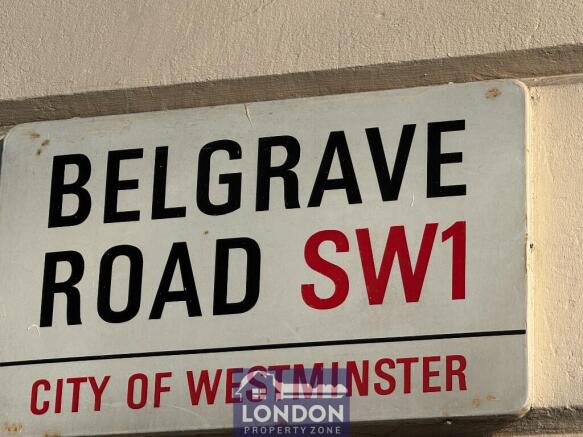 BELGRAVE
ROAD SW1
CITY OF WESTMINSTER
LONDON
PROPERTY ZONE